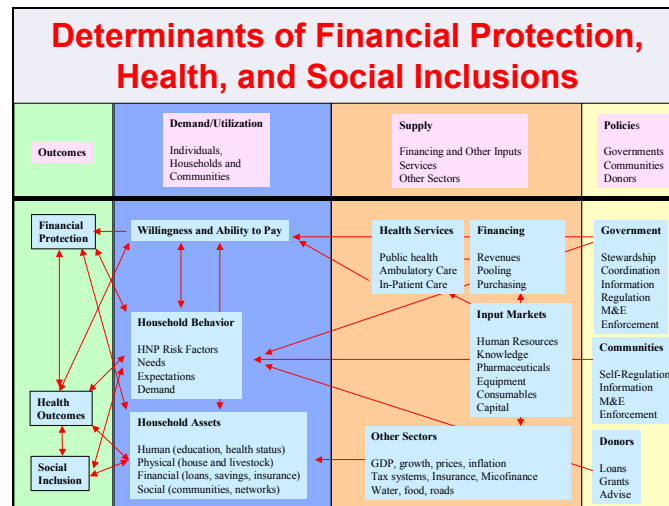 Determinants of Financial Protection,
Health, and Social Inclusions
Outcomes
Demand/Utilization
Individuals,
Households and
Communities
Supply
Financing and Other Inputs
Services
Other Sectors
Policies
Governments
Communities
Donors
Financial
Protection
Health
Outcomes
Social
Inclusion
Willingness and Ability to Pay
Household Behavior
HNP Risk Factors
Needs
Expectations
Demand
Household Assets
Human (education, health status)
Physical (house and livestock)
Financial (loans, savings, insurance)
Social (communities, networks)
Health Services
Public health
Ambulatory Care
In-Patient Care
Financing
Revenues
Pooling
Purchasing
Input Markets
Human Resources
Knowledge
Pharmaceuticals
Equipment
Consumables
Capital
Other Sectors
GDP, growth, prices, inflation
Tax systems, Insurance, Micofinance
Water, food, roads
Government
Stewardship
Coordination
Information
Regulation
M&E
Enforcement
Communities
Self-Regulation
Information
M&E
Enforcement
Donors
Loans
Grants
Advise